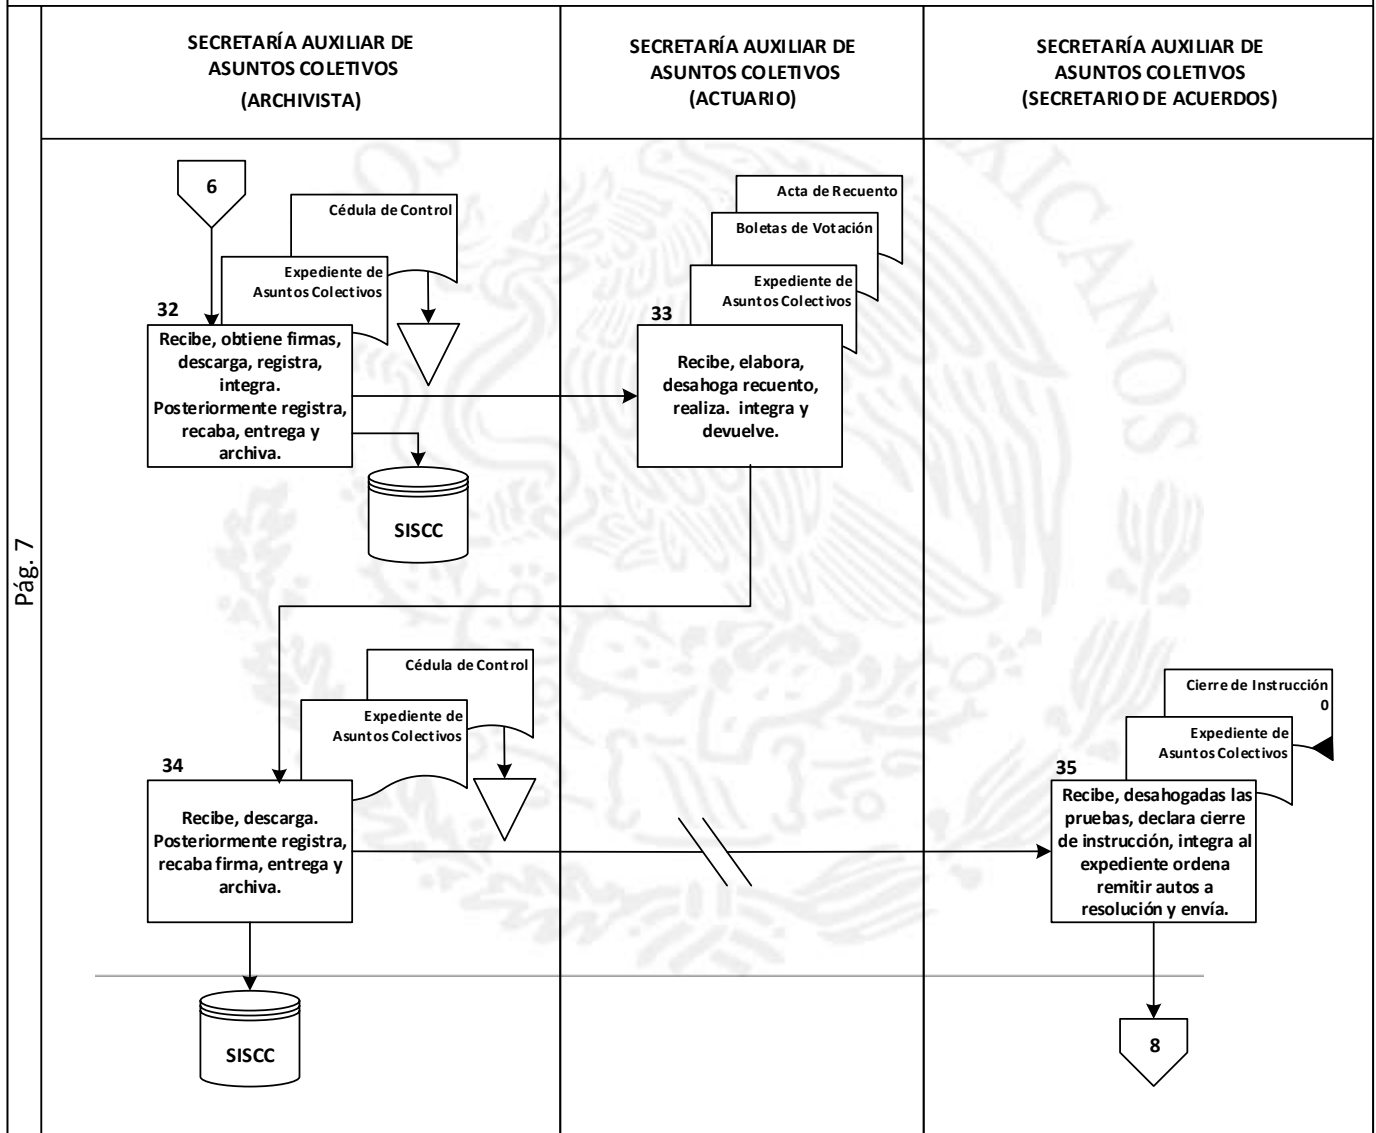 SECRETARÍA AUXILIAR DE
ASUNTOS COLETIVOS
(ARCHIVISTA)
SECRETARÍA AUXILIAR DE
ASUNTOS COLETIVOS
(ACTUARIO)
SECRETARÍA AUXILIAR DE
ASUNTOS COLETIVOS
(SECRETARIO DE ACUERDOS)
Pág. 7
6
Cédula de Control
Expediente de
Asuntos Colectivos
32
Recibe, obtiene firmas,
descarga, registra,
integra.
Posteriormente registra,
recaba, entrega y
archiva.
SISCC
Acta de Recuento
Boletas de Votación
Expediente de
Asuntos Colectivos
33
Recibe, elabora,
desahoga recuento,
realiza. integra y
devuelve.
Cédula de Control
Expediente de
Asuntos Colectivos
34
Recibe, descarga.
Posteriormente registra,
recaba firma, entrega y
archiva.
SISCC
Cierre de Instrucción
0
Expediente de
Asuntos Colectivos
35
Recibe, desahogadas las
pruebas, declara cierre
de instrucción, integra al
expediente ordena
remitir autos a
resolución y envía.
8